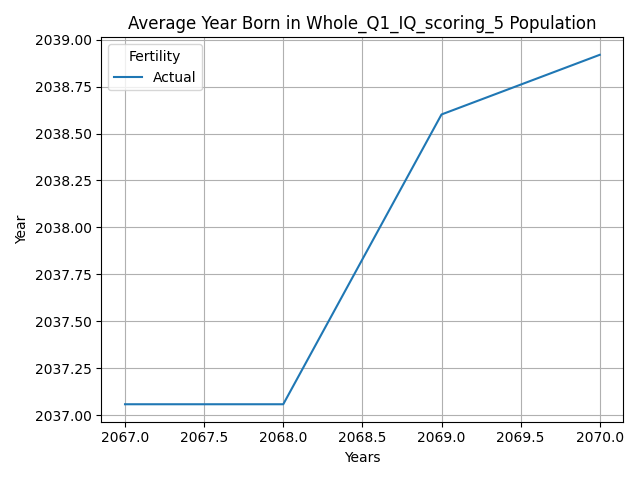 Average Year Born in Whole_Q1_IQ_scoring_5 Population
Fertility
Actual
2039.00
2038.75
2038.50
2038.25
2038.00
2037.75
2037.50
2037.25
2037.00
Year
2067.0 2067.5 2068.0 2068.5 2069.0 2069.5 2070.0
Years